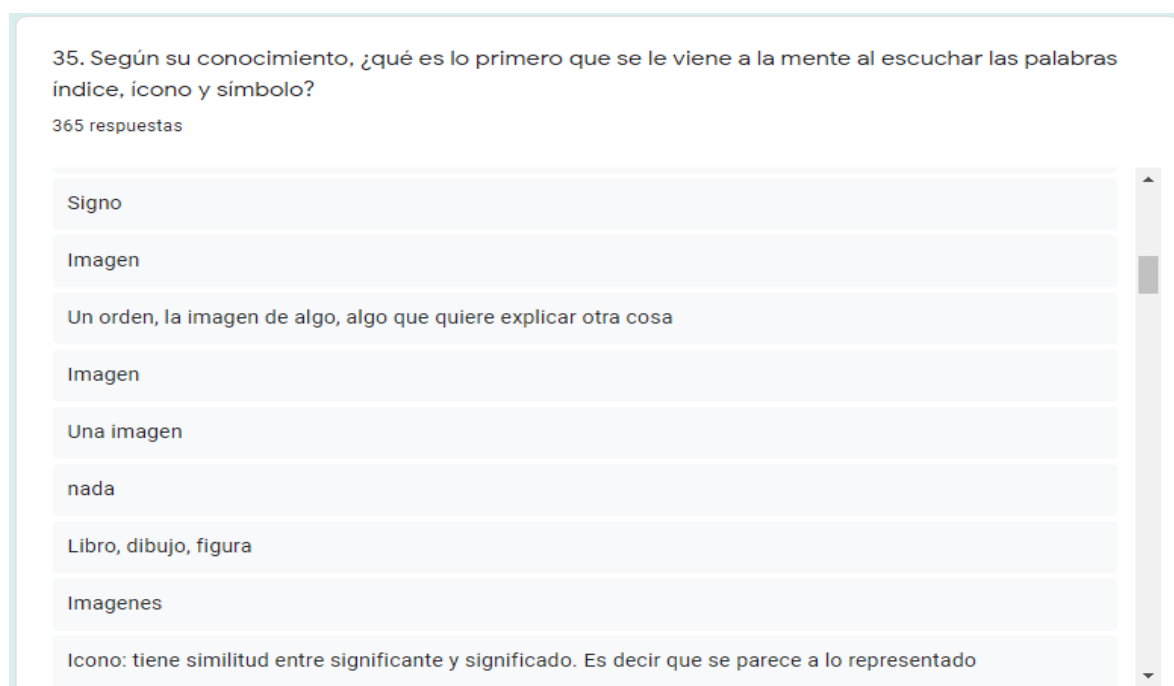 35. Según su conocimiento, ¿qué es lo primero que se le viene a la mente al escuchar las palabras
índice, ícono y símbolo?
365 respuestas
Signo
Imagen
Un orden, la imagen de algo, algo que quiere explicar otra cosa
Imagen
Una imagen
nada
Libro, dibujo, figura
Imagenes
Icono: tiene similitud entre significante y significado. Es decir que se parece a lo representado